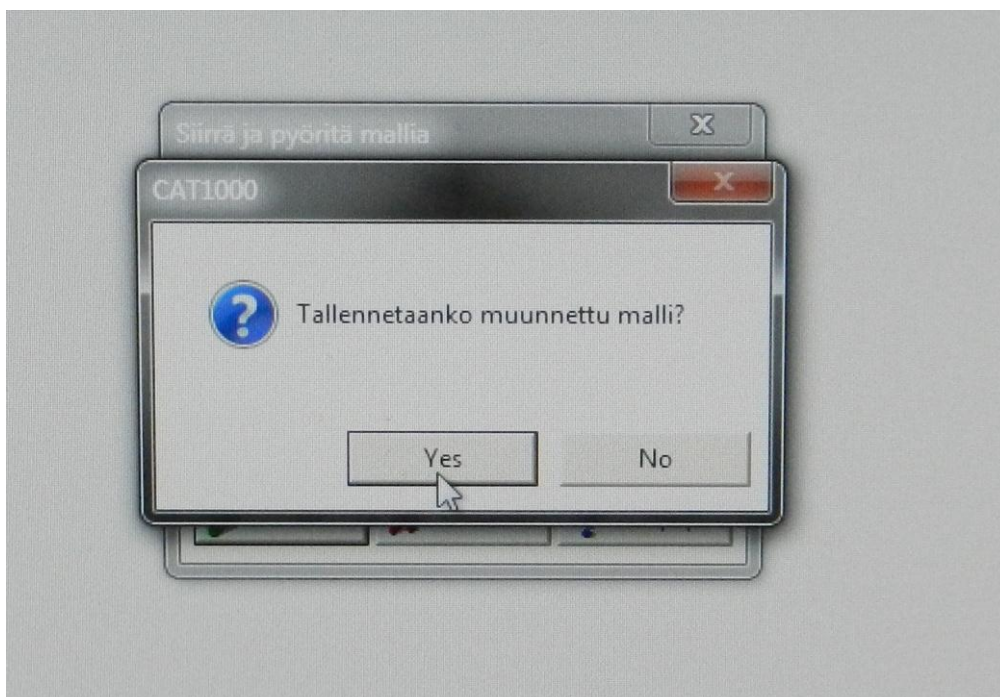 Siirrä ja pyöritä mallia
CAT1000
Tallennetaanko muunnettu malli?
Yes
No